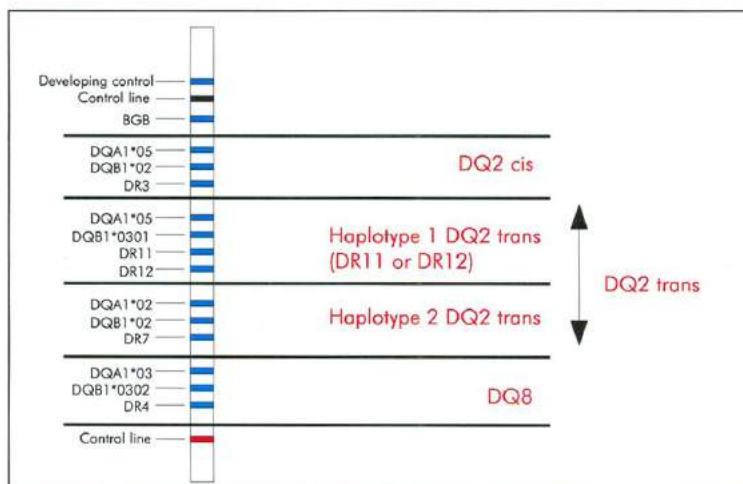 Developing control
Control line
BGB
DQA1*05
DQB1*02
DR3
DQ2 cis
DQA1*05
DQB1*0301
DR11
DR12
Haplotype 1 DQ2 trans
(DR11 or DR12)
DQ2 trans
DQA1*02
DQB1*02
DR7
Haplotype 2 DQ2 trans
DQA1*03
DQB1*0302
DR4
DQ8
Control line